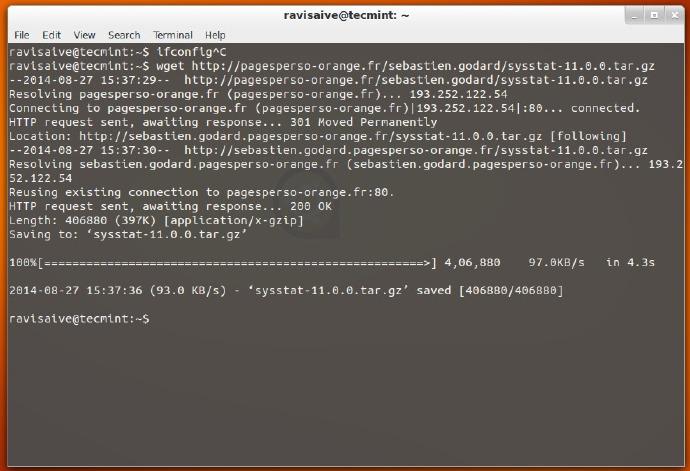 ravisaive@tecmint: ~
File Edit View Search Terminal Help
ravisaive@tecmint:~$ ifconfig^C
ravisaive@tecmint:~$ wget http://pagesperso-orange.fr/sebastien.godard/sysstat-11.0.0.tar.gz
--2014-08-27 15:37:29--  http://pagesperso-orange.fr/sebastien.godard/sysstat-11.0.0.tar.gz
Resolving pagesperso-orange.fr (pagesperso-orange.fr)... 193.252.122.54
Connecting to pagesperso-orange.fr (pagesperso-orange.fr)|193.252.122.54|:80... connected.
HTTP request sent, awaiting response... 301 Moved Permanently
Location: http://sebastien.godard.pagesperso-orange.fr/sysstat-11.0.0.tar.gz [following]
--2014-08-27 15:37:30--  http://sebastien.godard.pagesperso-orange.fr/sysstat-11.0.0.tar.gz
Resolving sebastien.godard.pagesperso-orange.fr (sebastien.godard.pagesperso-orange.fr)... 193.2
52.122.54
Reusing existing connection to pagesperso-orange.fr:80.
HTTP request sent, awaiting response... 200 OK
Length: 406880 (397K) [application/x-gzip]
Saving to: ‘sysstat-11.0.0.tar.gz’
100%[======================================================>] 4,06,880    97.0KB/s   in 4.3s
2014-08-27 15:37:36 (93.0 KB/s) - ‘sysstat-11.0.0.tar.gz’ saved [406880/406880]
ravisaive@tecmint:~$